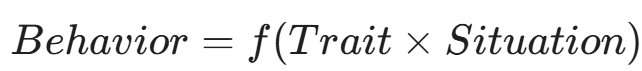 Behavior = f(Trait × Situation)